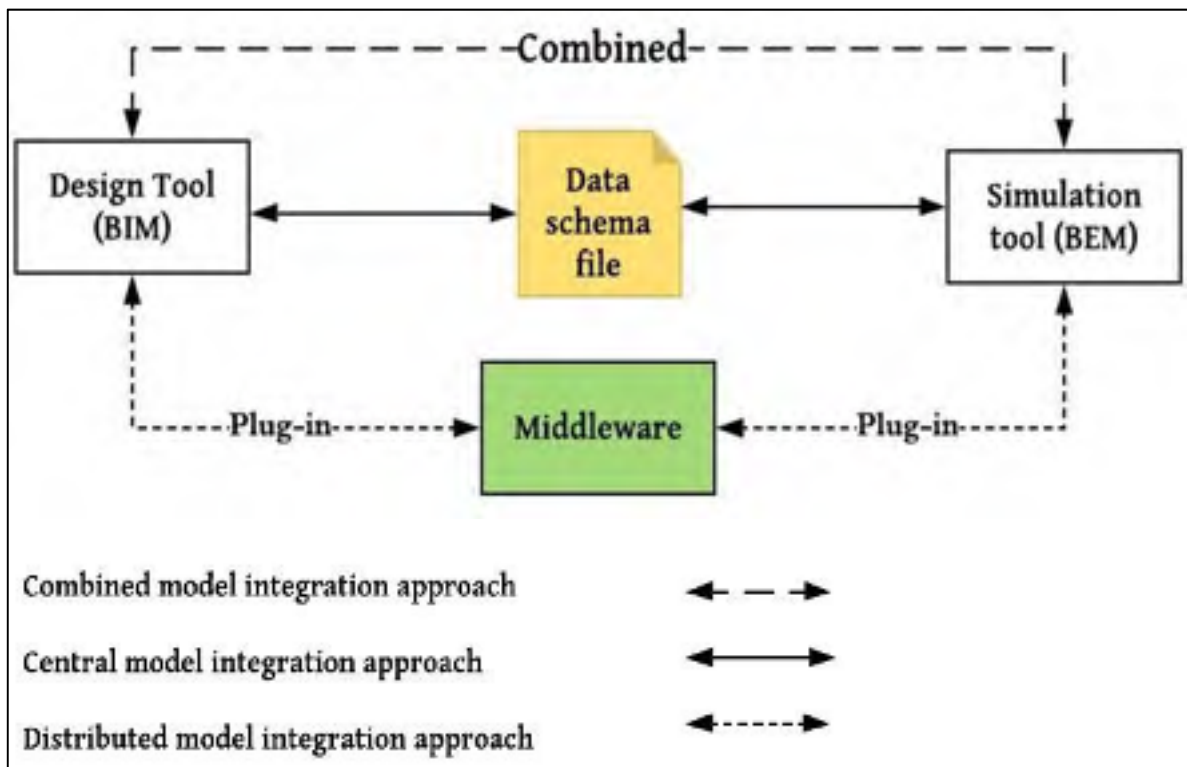 Combined
Design Tool
(BIM)
Data
schema
file
Simulation
tool (BEM)
Plug-in
Middleware
Plug-in
Combined model integration approach
Central model integration approach
Distributed model integration approach